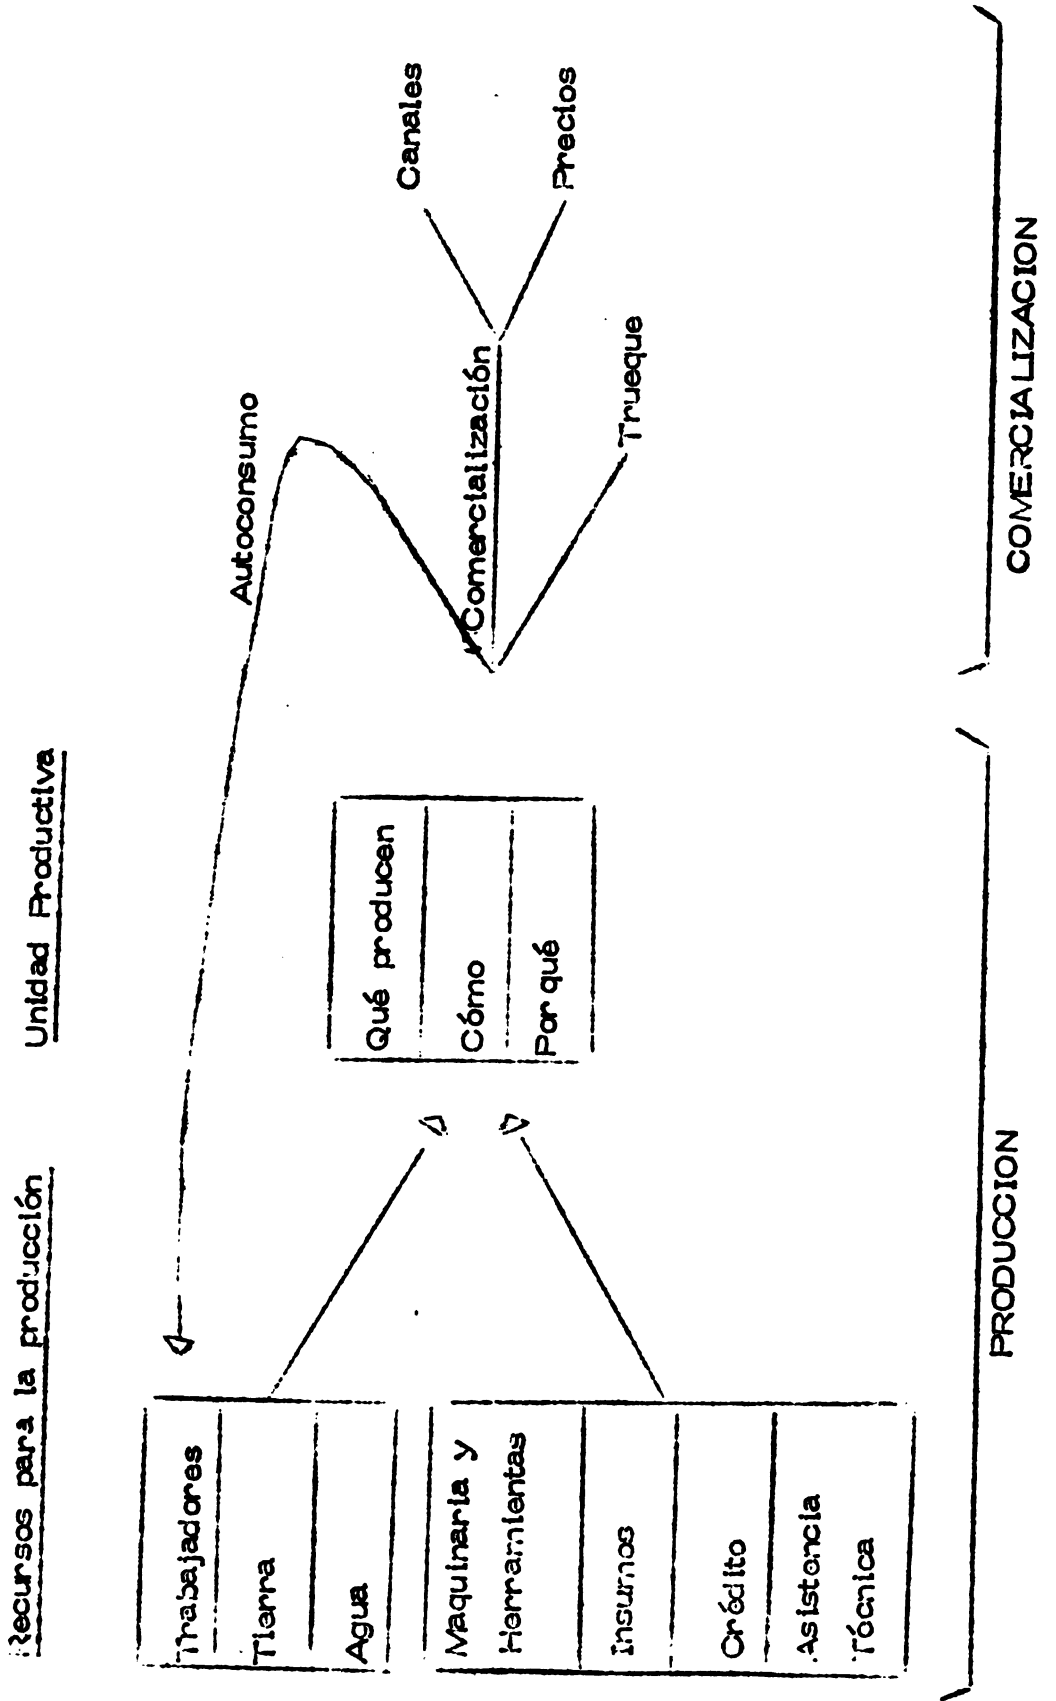 Recursos para la producción
Unidad Productiva
Trabajadores
Tierra
Agua
Maquinaria y
Herramientas
Insumos
Crédito
Asistencia
Técnica
Qué producen
Cómo
Por qué
Autoconsumo
Comercialización
Trueque
Canales
Precios
PRODUCCION
COMERCIALIZACION